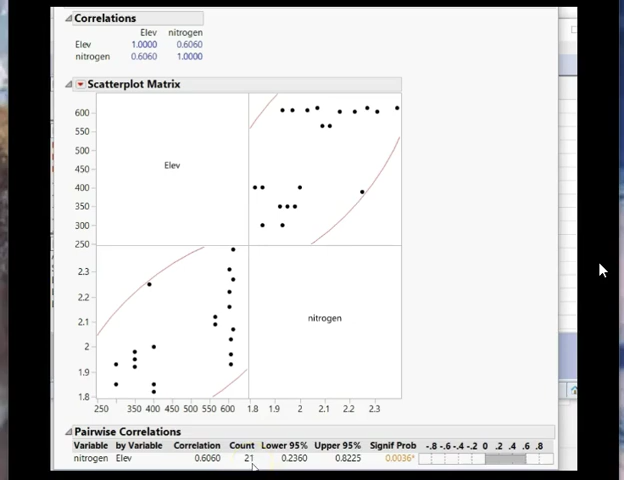 Correlations
Elev nitrogen
Elev 1.0000 0.6060
nitrogen 0.6060 1.0000
Scatterplot Matrix
600
550
500
450
400
350
300
250
Elev
2.3
2.2
2.1
2
1.9
1.8
nitrogen
250 350 400 450 500 550 600 1.8 1.9 2 2.1 2.2 2.3
Pairwise Correlations
Variable by Variable Correlation Count Lower 95% Upper 95% Signif Prob -.8 -.6 -.4 -.2 0 .2 .4 .6 .8
nitrogen Elev 0.6060 21 0.2360 0.8225 0.0036*